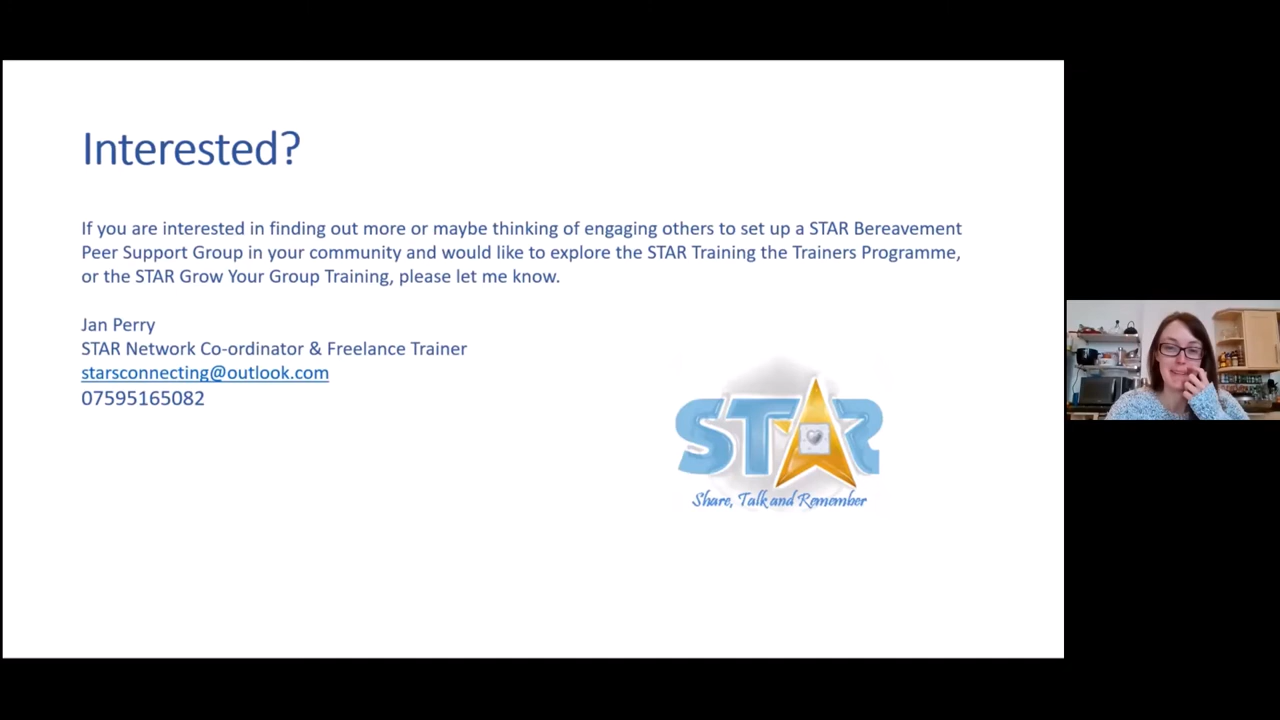 Interested?
If you are interested in finding out more or maybe thinking of engaging others to set up a STAR Bereavement
Peer Support Group in your community and would like to explore the STAR Training the Trainers Programme,
or the STAR Grow Your Group Training, please let me know.
Jan Perry
STAR Network Co-ordinator & Freelance Trainer
starsconnecting@outlook.com
07595165082
STAR
Share, Talk and Remember